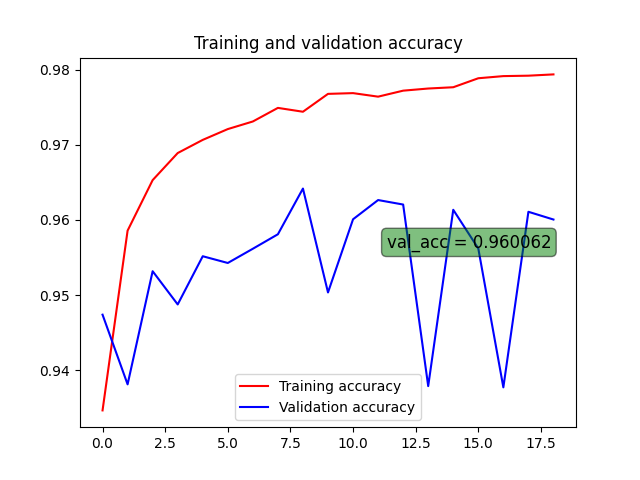 Training and validation accuracy
0.98
0.97
0.96
0.95
0.94
val_acc = 0.960062
Training accuracy
Validation accuracy
0.0 2.5 5.0 7.5 10.0 12.5 15.0 17.5